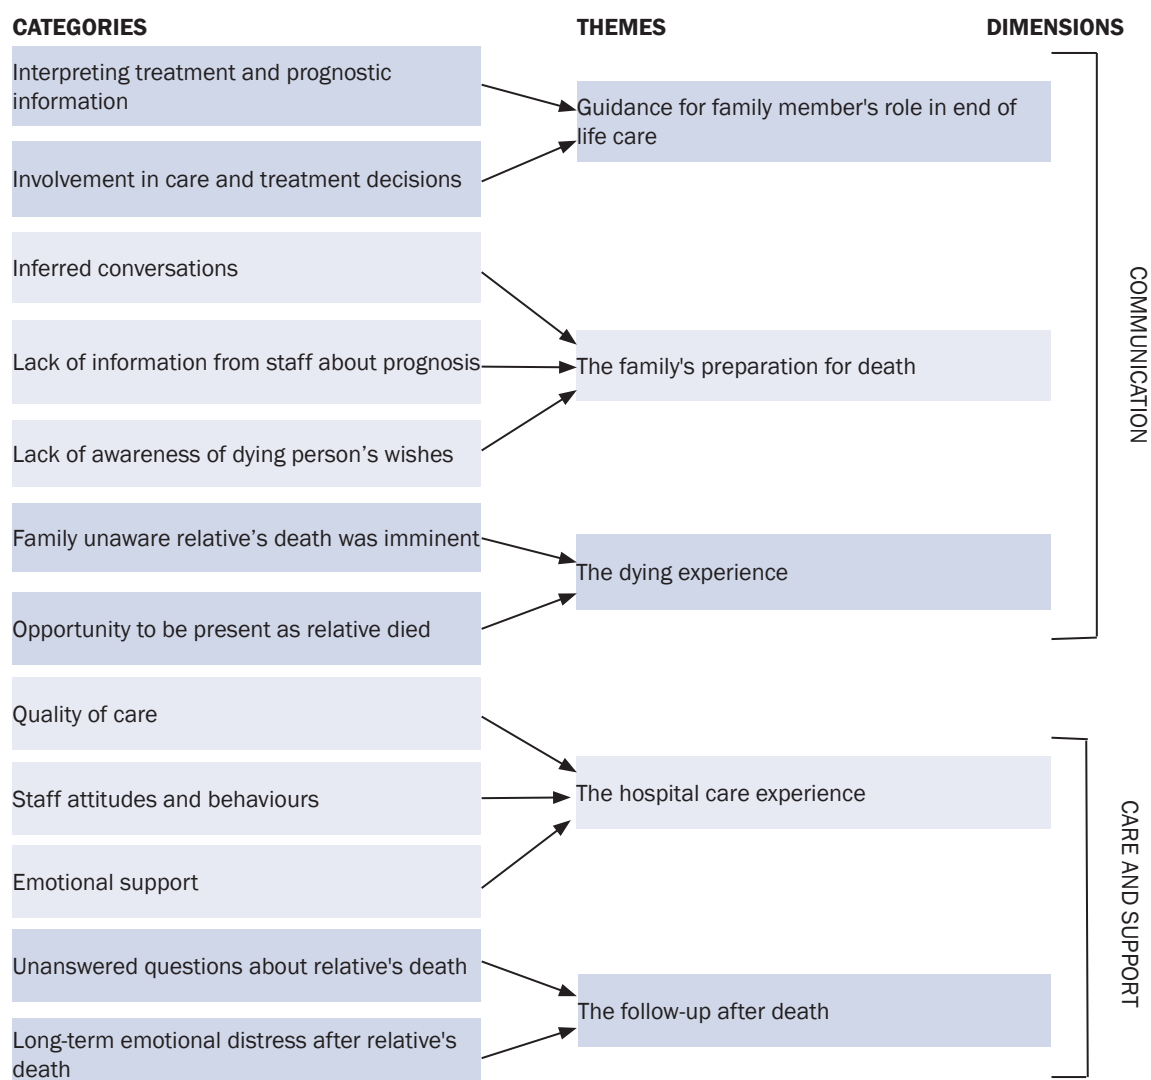 CATEGORIES
THEMES
DIMENSIONS
Interpreting treatment and prognostic
information
Involvement in care and treatment decisions
Guidance for family member's role in end of
life care
Inferred conversations
Lack of information from staff about prognosis
Lack of awareness of dying person’s wishes
The family's preparation for death
Family unaware relative’s death was imminent
Opportunity to be present as relative died
The dying experience
COMMUNICATION
Quality of care
Staff attitudes and behaviours
Emotional support
The hospital care experience
Unanswered questions about relative's death
Long-term emotional distress after relative's
death
The follow-up after death
CARE AND SUPPORT